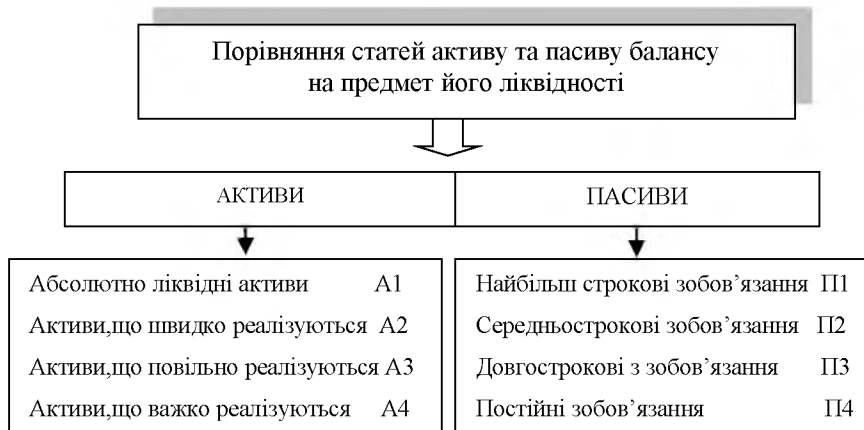 Порівняння статей активу та пасиву балансу
на предмет його ліквідності
АКТИВИ
ПАСИВИ
Абсолютно ліквідні активи А1
Активи,що швидко реалізуються А2
Активи,що повільно реалізуються А3
Активи,що важко реалізуються А4
Найбільш строкові зобов’язання П1
Середньострокові зобов’язання П2
Довгострокові з зобов’язання П3
Постійні зобов’язання П4